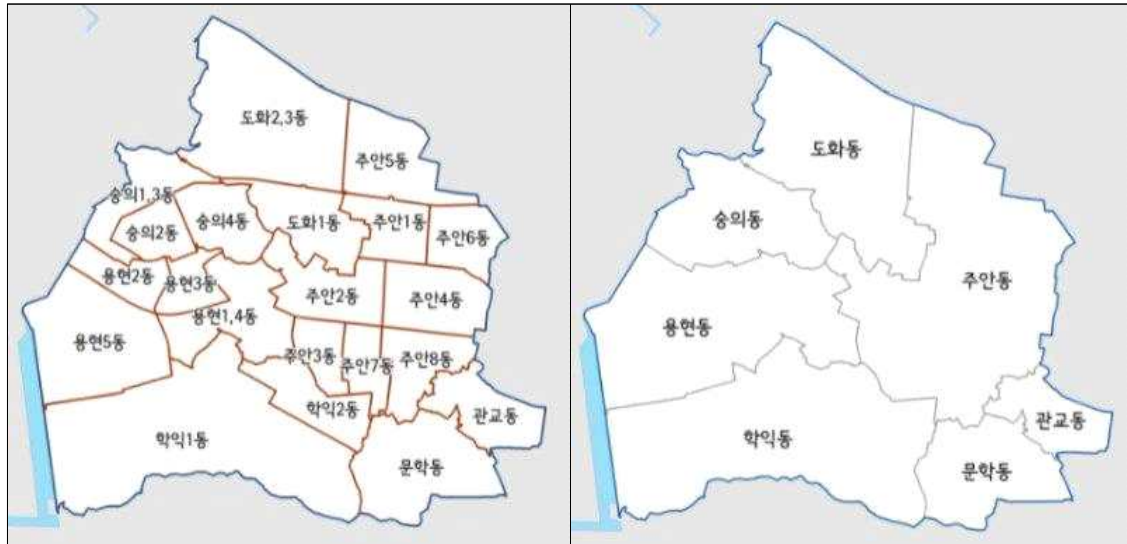 도화2,3동
주안5동
숭의1,3동
숭의2동
숭의4동
도화1동
주안1동
주안6동
용현2동
용현3동
주안2동
주안4동
용현1,4동
용현5동
주안3동
주안7동
주안8동
학익2동
관교동
학익1동
문학동
도화동
숭의동
주안동
용현동
관교동
학익동
문학동